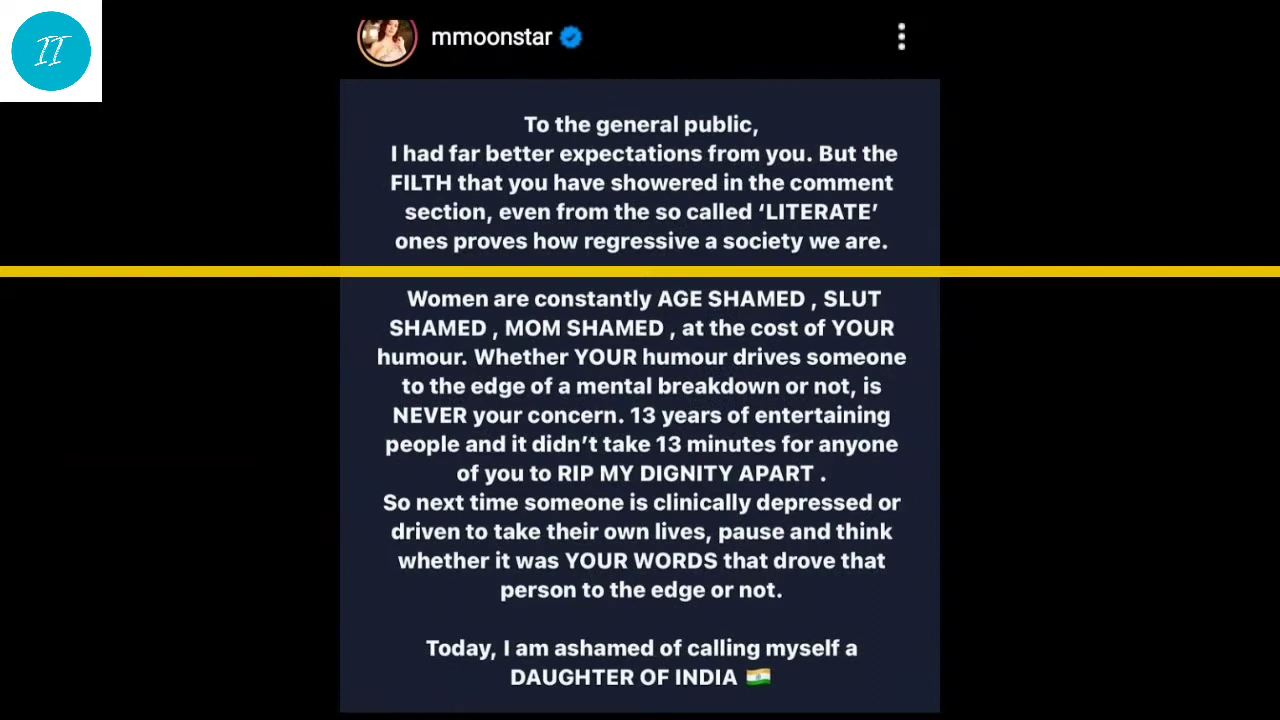 II
mmoonstar
To the general public,
I had far better expectations from you. But the
FILTH that you have showered in the comment
section, even from the so called ‘LITERATE’
ones proves how regressive a society we are.
Women are constantly AGE SHAMED , SLUT
SHAMED , MOM SHAMED , at the cost of YOUR
humour. Whether YOUR humour drives someone
to the edge of a mental breakdown or not, is
NEVER your concern. 13 years of entertaining
people and it didn’t take 13 minutes for anyone
of you to RIP MY DIGNITY APART .
So next time someone is clinically depressed or
driven to take their own lives, pause and think
whether it was YOUR WORDS that drove that
person to the edge or not.
Today, I am ashamed of calling myself a
DAUGHTER OF INDIA 🇮🇳